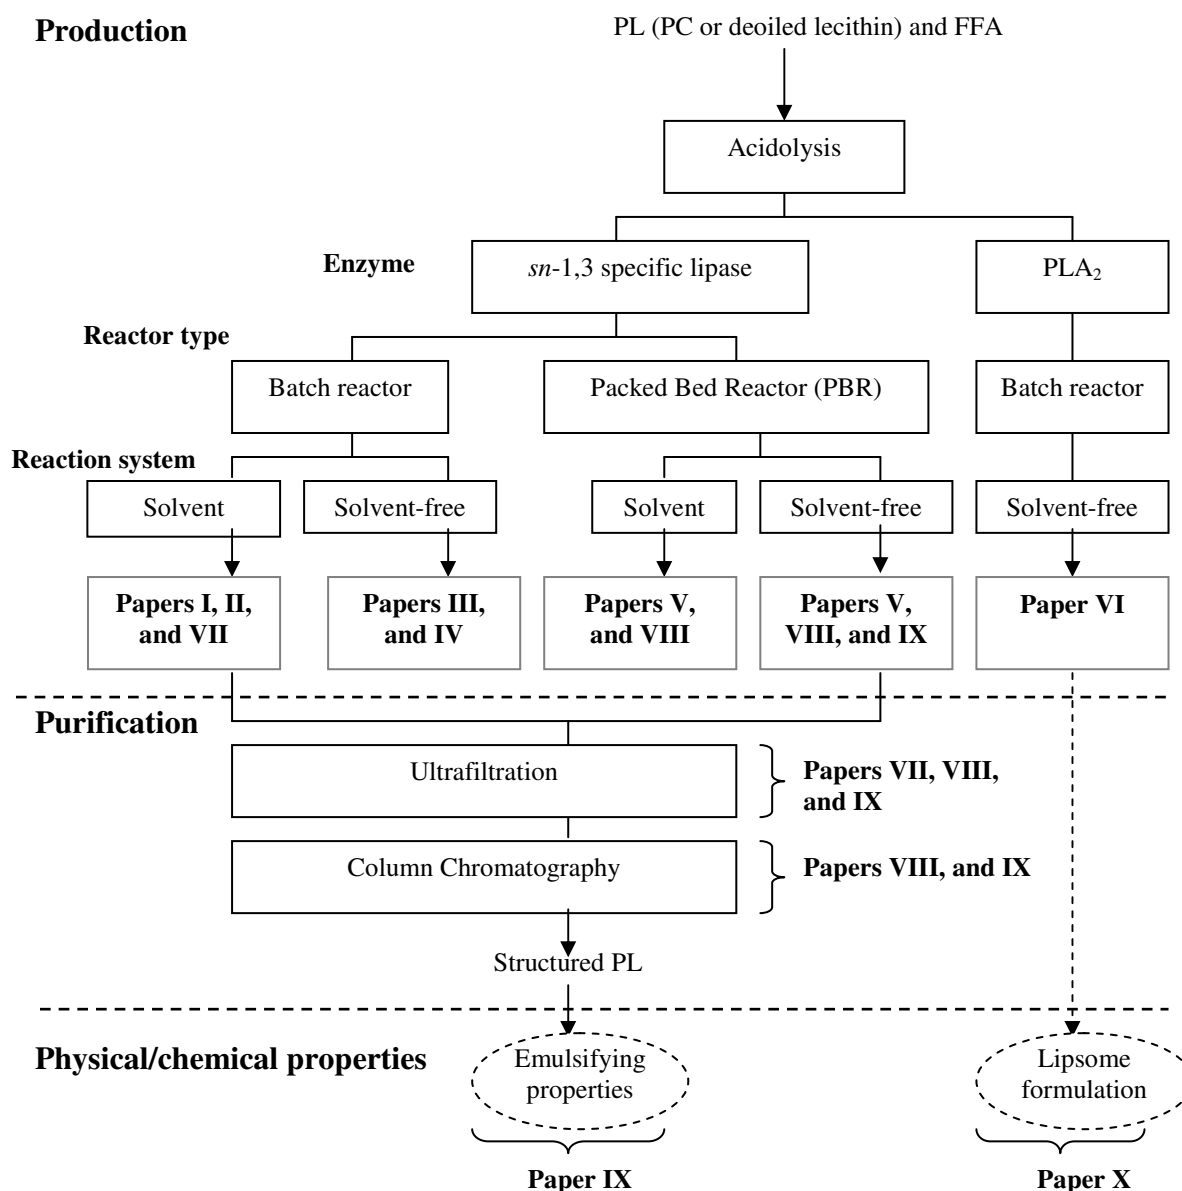 Production
PL (PC or deoiled lecithin) and FFA
Acidolysis
Enzyme
sn-1,3 specific lipase
PLA₂
Reactor type
Batch reactor
Packed Bed Reactor (PBR)
Batch reactor
Reaction system
Solvent
Solvent-free
Solvent
Solvent-free
Solvent-free
Papers I, II,
and VII
Papers III,
and IV
Papers V,
and VIII
Papers V,
VIII, and IX
Paper VI
Purification
Ultrafiltration
Papers VII, VIII,
and IX
Column Chromatography
Papers VIII, and IX
Structured PL
Physical/chemical properties
Emulsifying
properties
Lipsome
formulation
Paper IX
Paper X